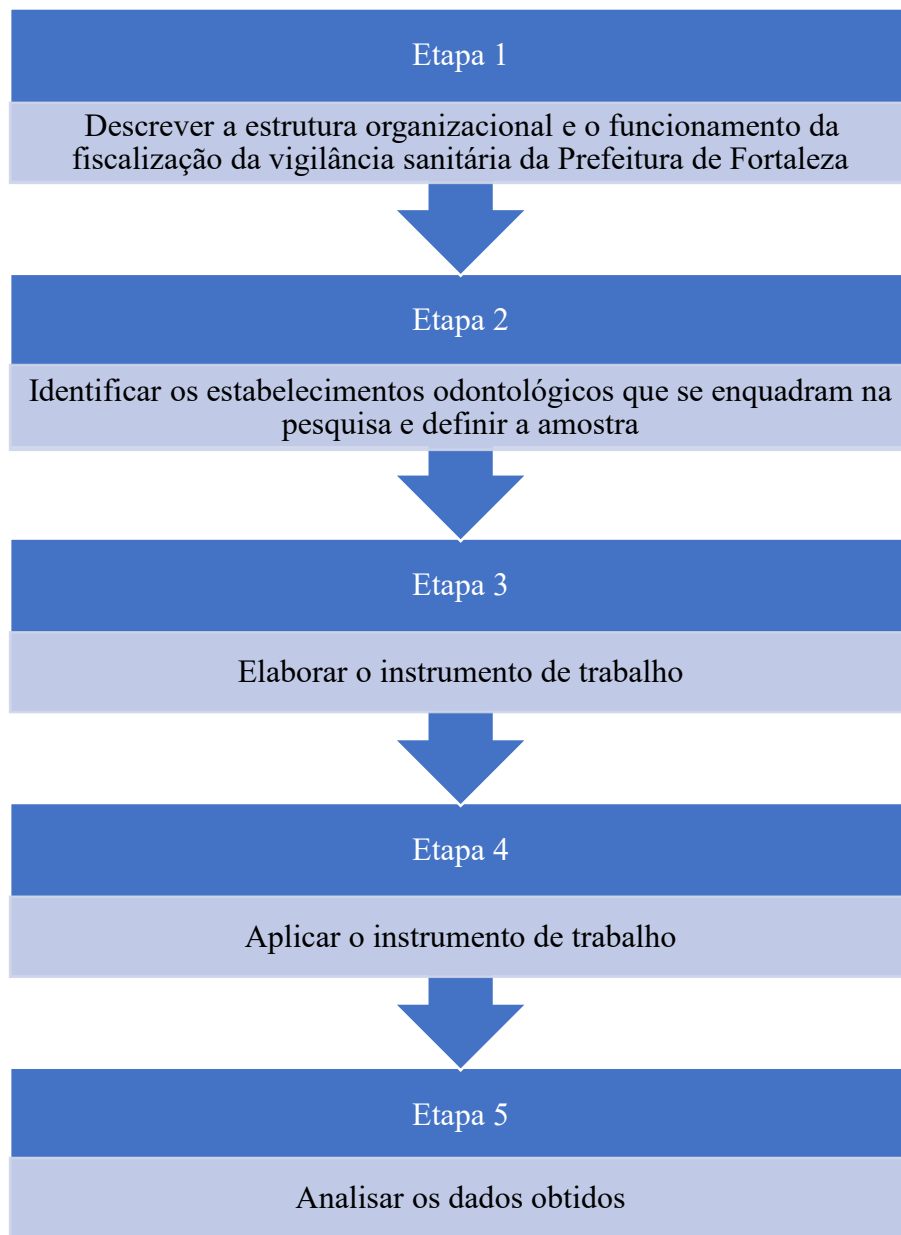 Etapa 1
Descrever a estrutura organizacional e o funcionamento da
fiscalização da vigilância sanitária da Prefeitura de Fortaleza
Etapa 2
Identificar os estabelecimentos odontológicos que se enquadram na
pesquisa e definir a amostra
Etapa 3
Elaborar o instrumento de trabalho
Etapa 4
Aplicar o instrumento de trabalho
Etapa 5
Analisar os dados obtidos